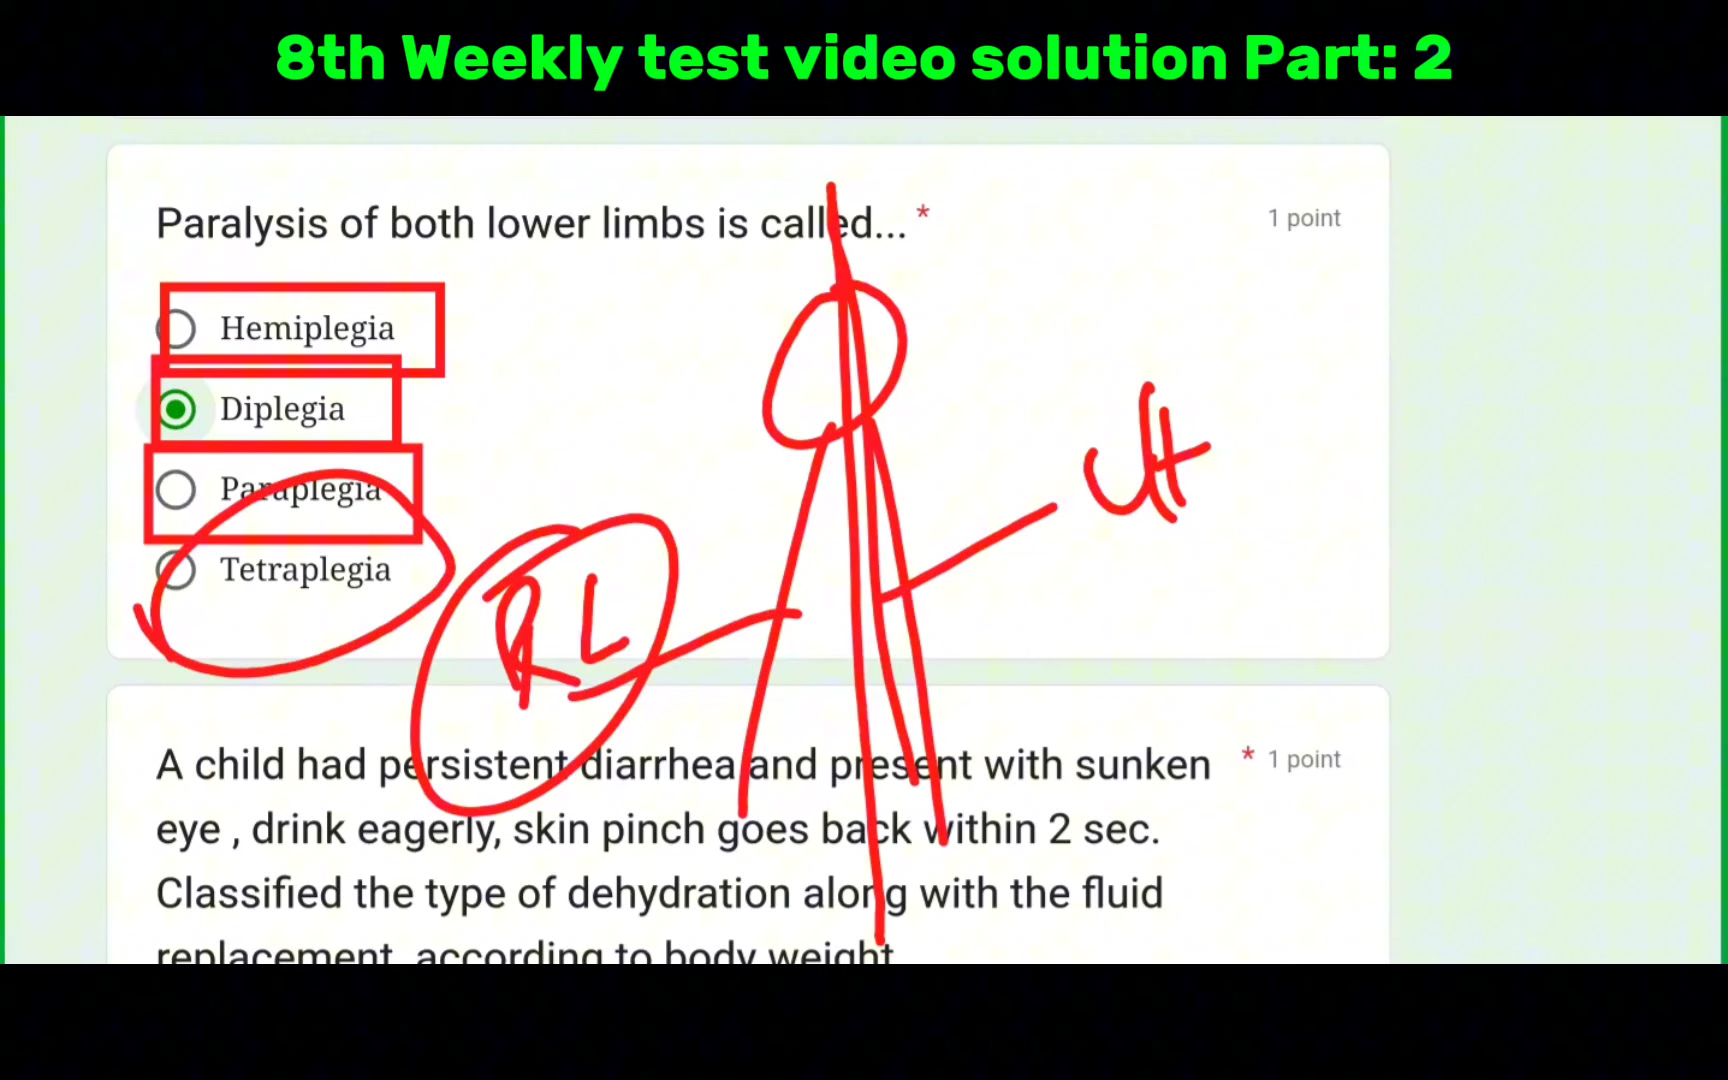 8th Weekly test video solution Part: 2
Paralysis of both lower limbs is called... *
1 point
Hemiplegia
Diplegia
Paraplegia
Tetraplegia
RL
A child had persistent diarrhea and present with sunken
* 1 point
eye , drink eagerly, skin pinch goes back within 2 sec.
Classified the type of dehydration along with the fluid
replacement according to body weight